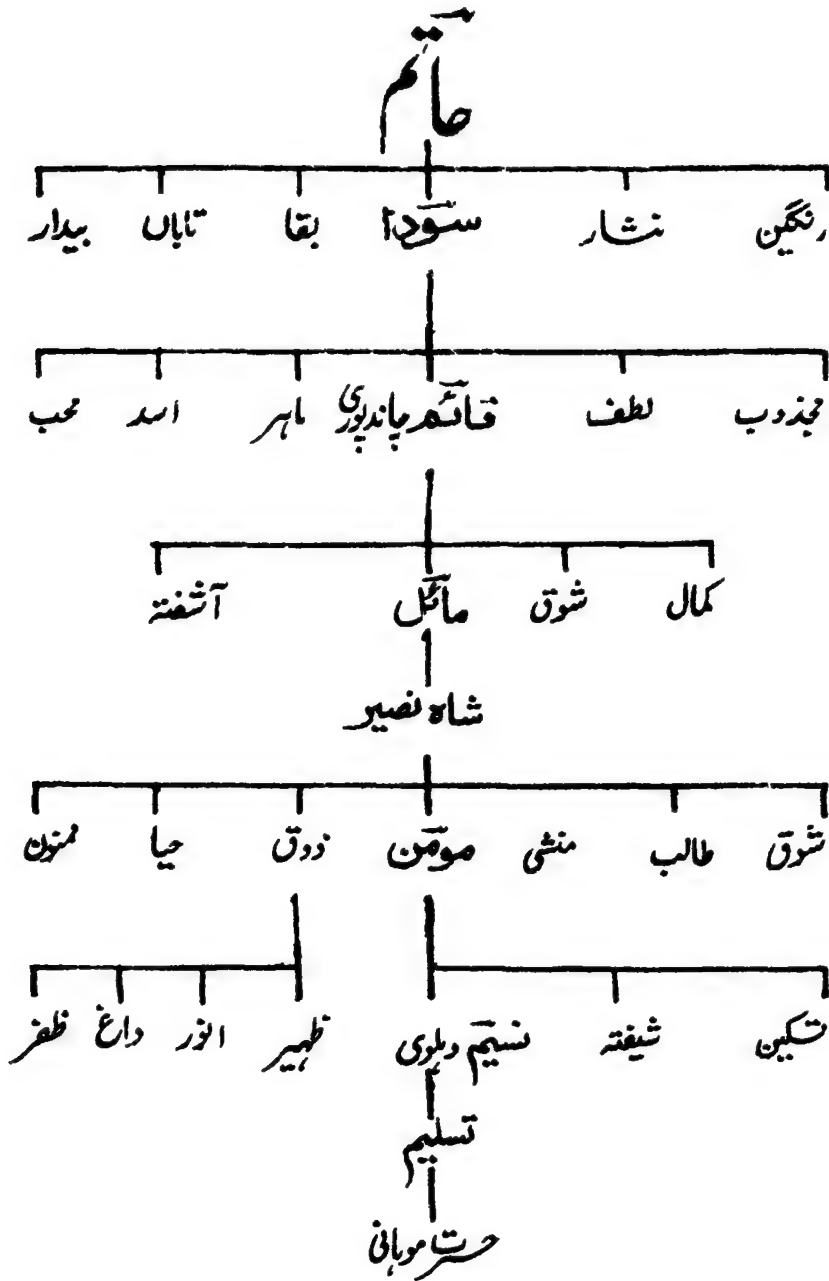 حاتم
رنگین نثار سودا بقا تاباں بیدار
مجذوب لطف قائم چاندپوری ماہر اسد محب
کمال شوق مائل آشفتہ
شاہ نصیر
شوق طالب منشی مومن ذوق حیا ممنون
تسکین شیفتہ نسیم دہلوی ظہیر انور داغ ظفر
تسلیم
حسرت موہانی